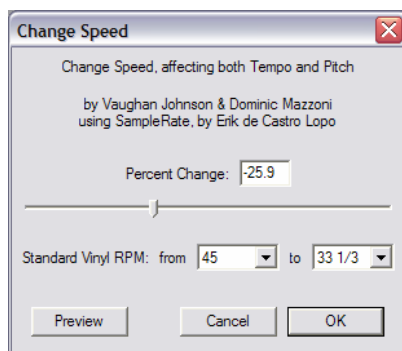 Change Speed
Change Speed, affecting both Tempo and Pitch
by Vaughan Johnson & Dominic Mazzoni
using SampleRate, by Erik de Castro Lopo
Percent Change: -25.9
Standard Vinyl RPM: from 45 to 33 1/3
Preview Cancel OK